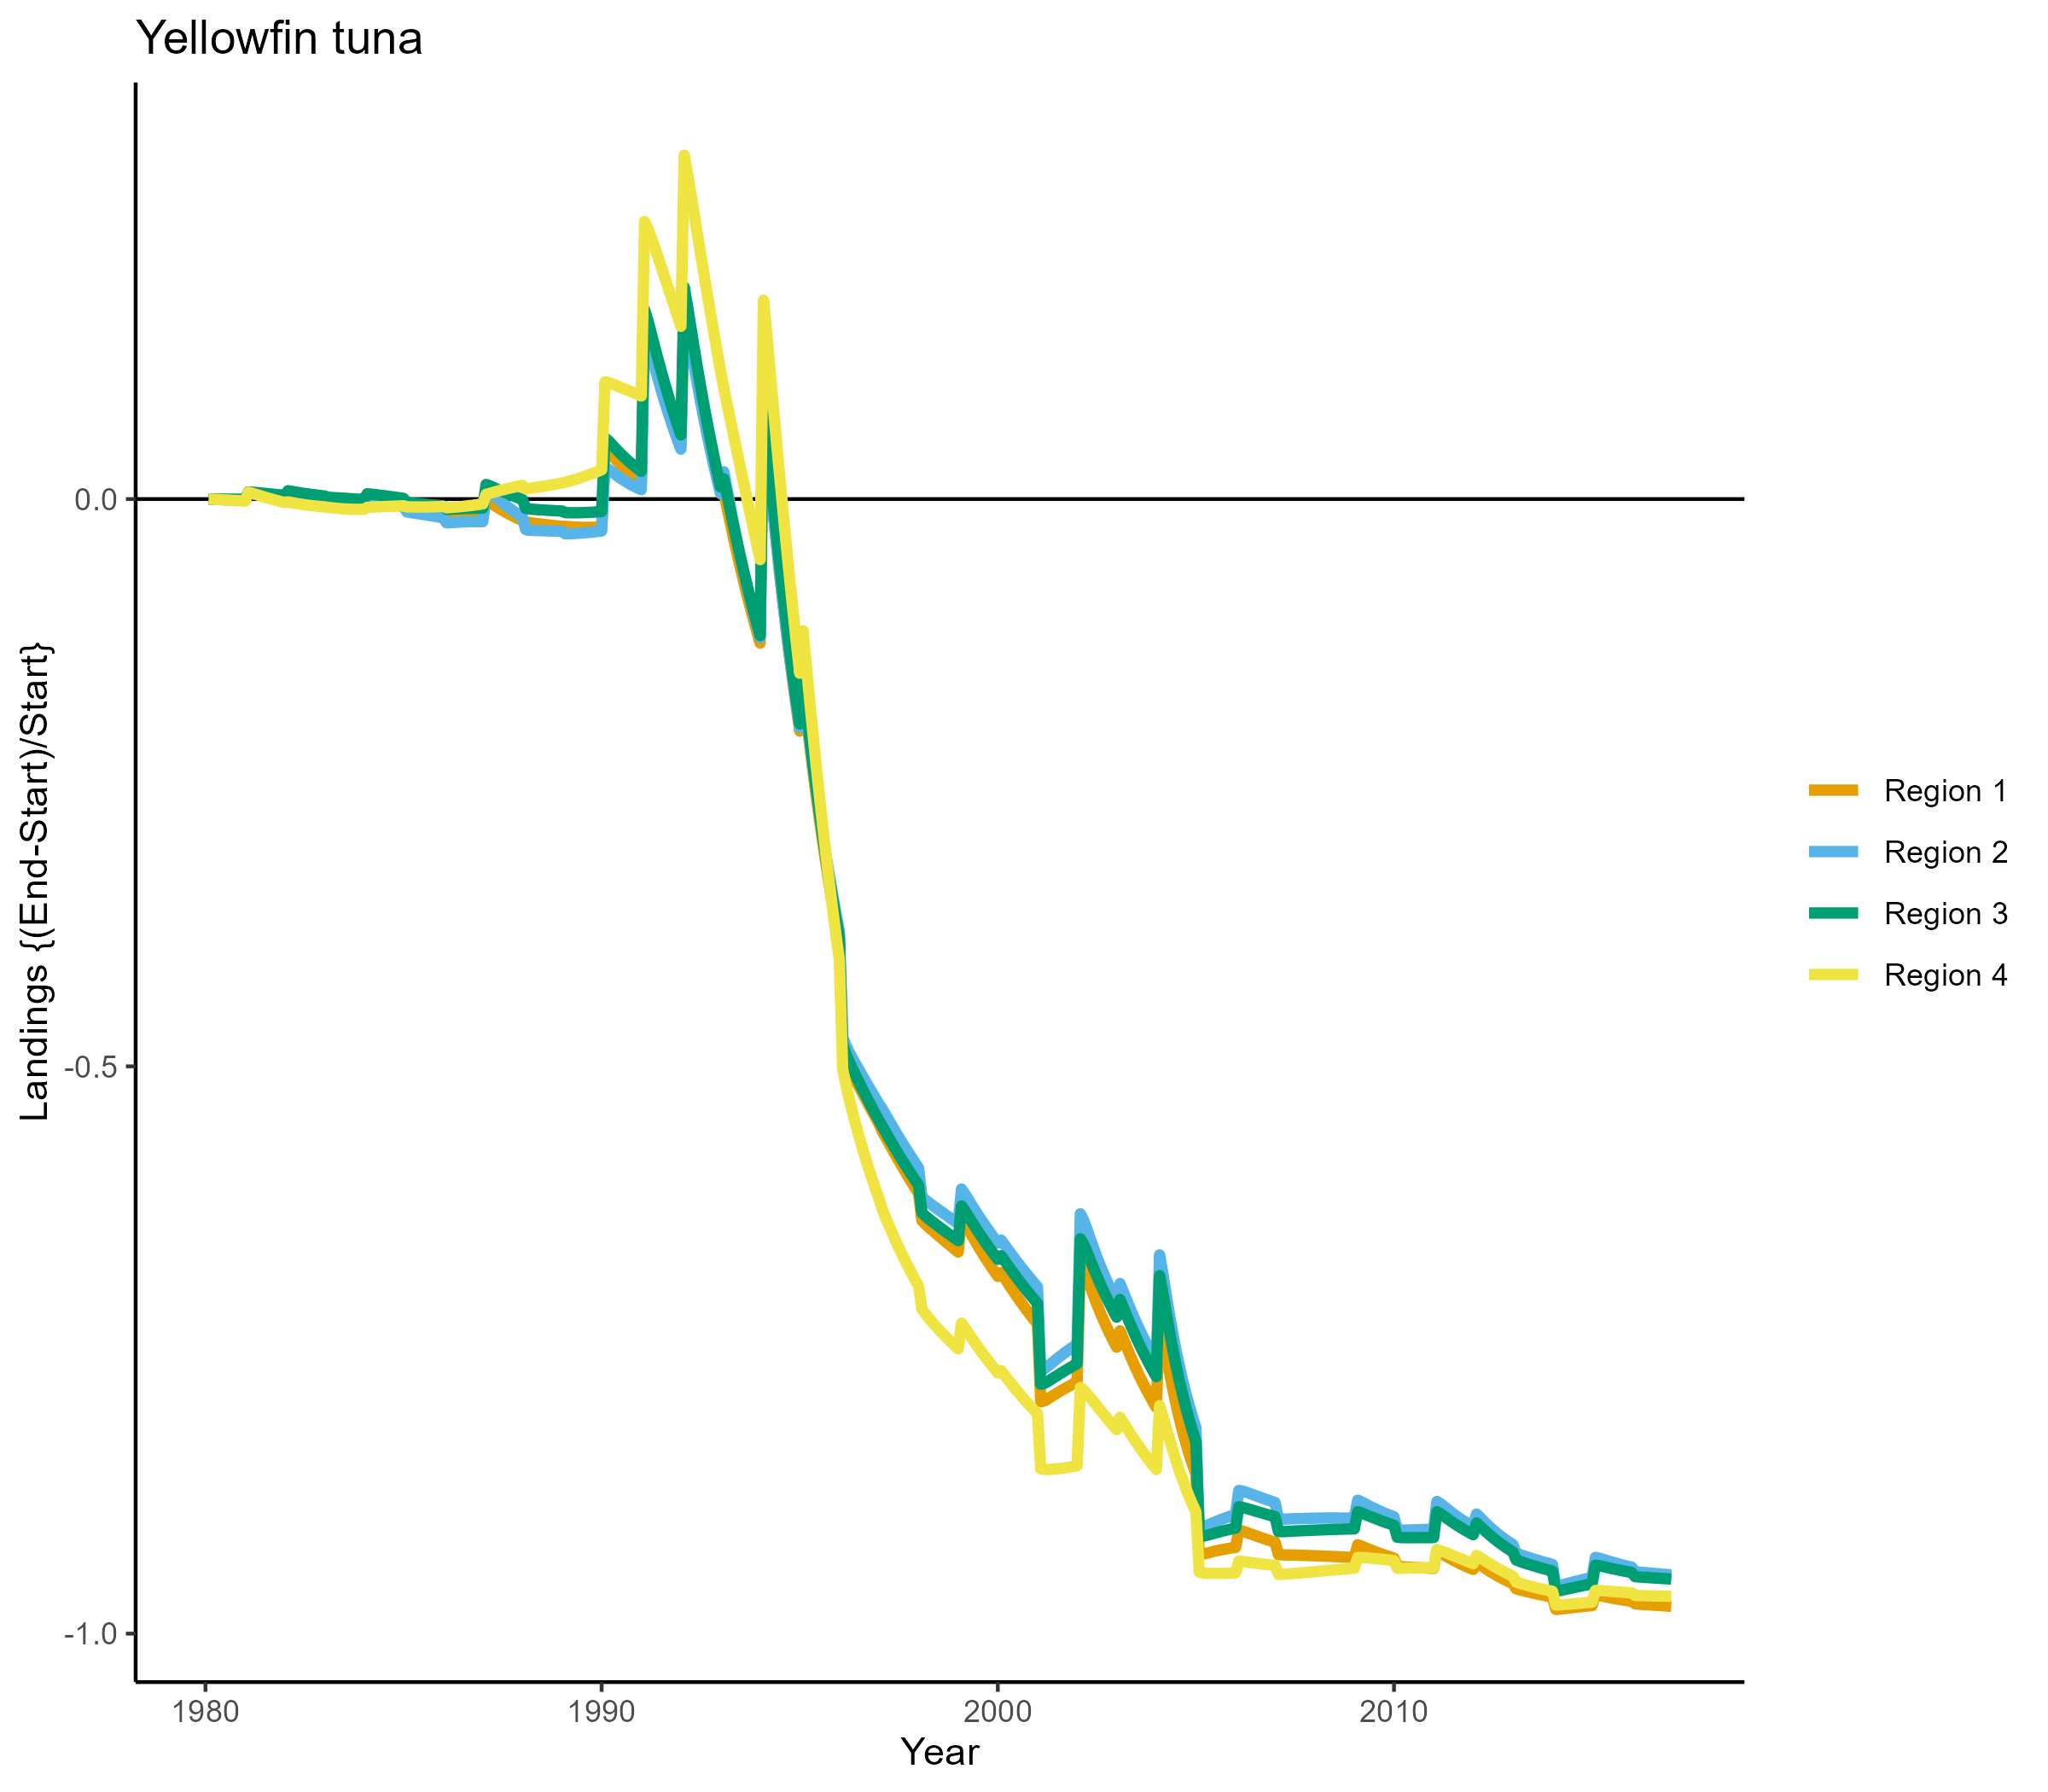 Yellowfin tuna
Landings {(End-Start)/Start}
0.0
-0.5
-1.0
1980
1990
2000
2010
Year
Region 1
Region 2
Region 3
Region 4